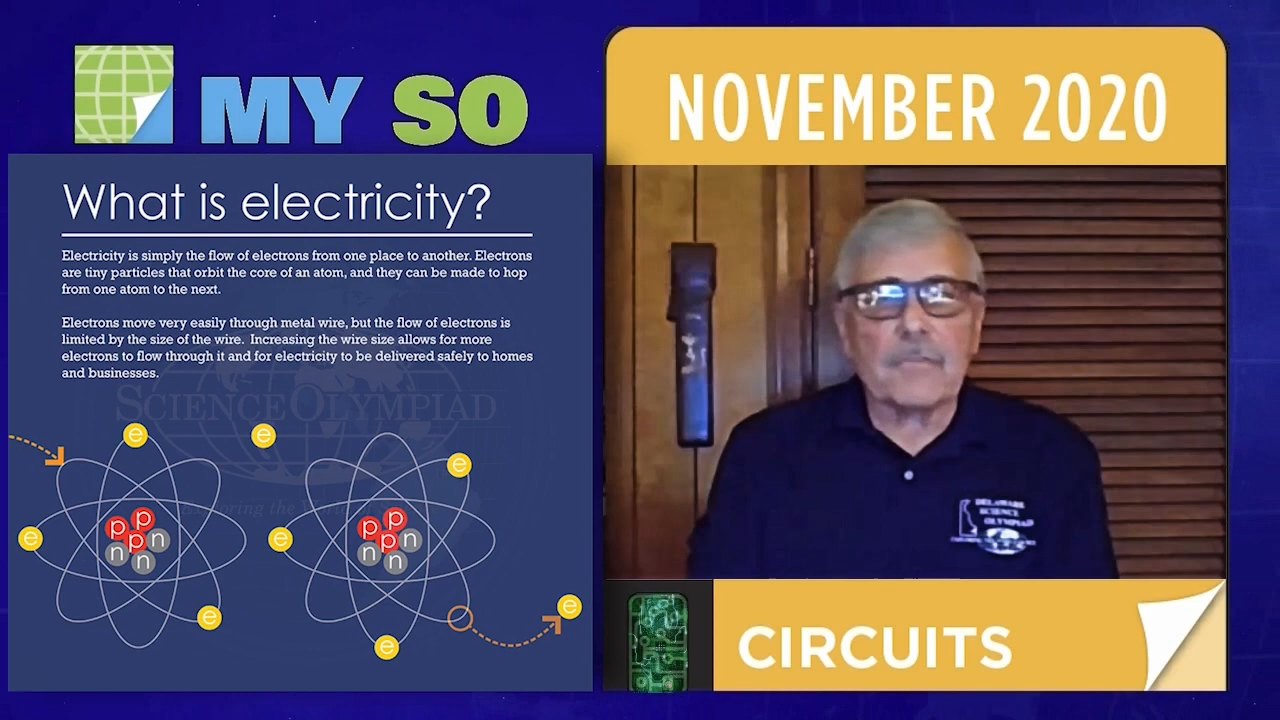 MY SO
NOVEMBER 2020
What is electricity?
Electricity is simply the flow of electrons from one place to another. Electrons
are tiny particles that orbit the core of an atom, and they can be made to hop
from one atom to the next.
Electrons move very easily through metal wire, but the flow of electrons is
limited by the size of the wire. Increasing the wire size allows for more
electrons to flow through it and for electricity to be delivered safely to homes
and businesses.
SCIENCE OLYMPIAD
Exploring the World of
e
e
e
p
p
p
n
n
n
e
e
p
p
p
n
n
n
e
e
e
DELAWARE
SCIENCE
OLYMPIAD
CIRCUITS